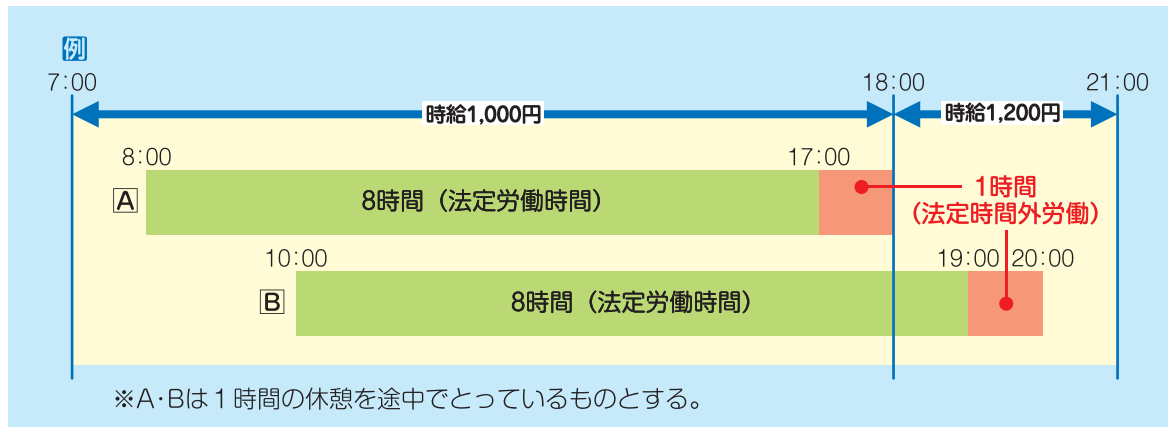 例
7:00 18:00 21:00
時給1,000円 時給1,200円
8:00 17:00
A 8時間(法定労働時間) 1時間
(法定時間外労働)
10:00 19:00 20:00
B 8時間(法定労働時間)
※A・Bは1時間の休憩を途中でとっているものとする。